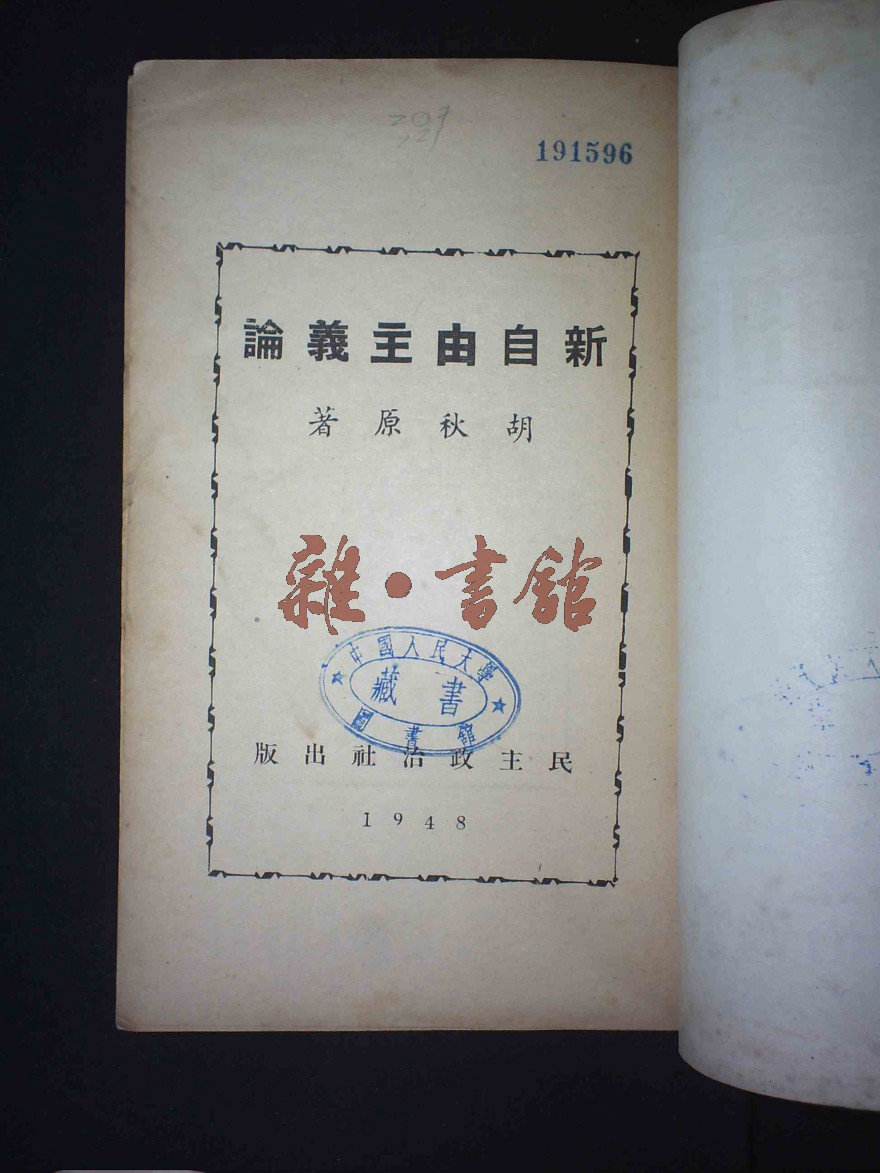 191596
新自由主義論
胡秋原著
雜·書館
中國人民大學
藏書
圖書館
民主政治社出版
1948